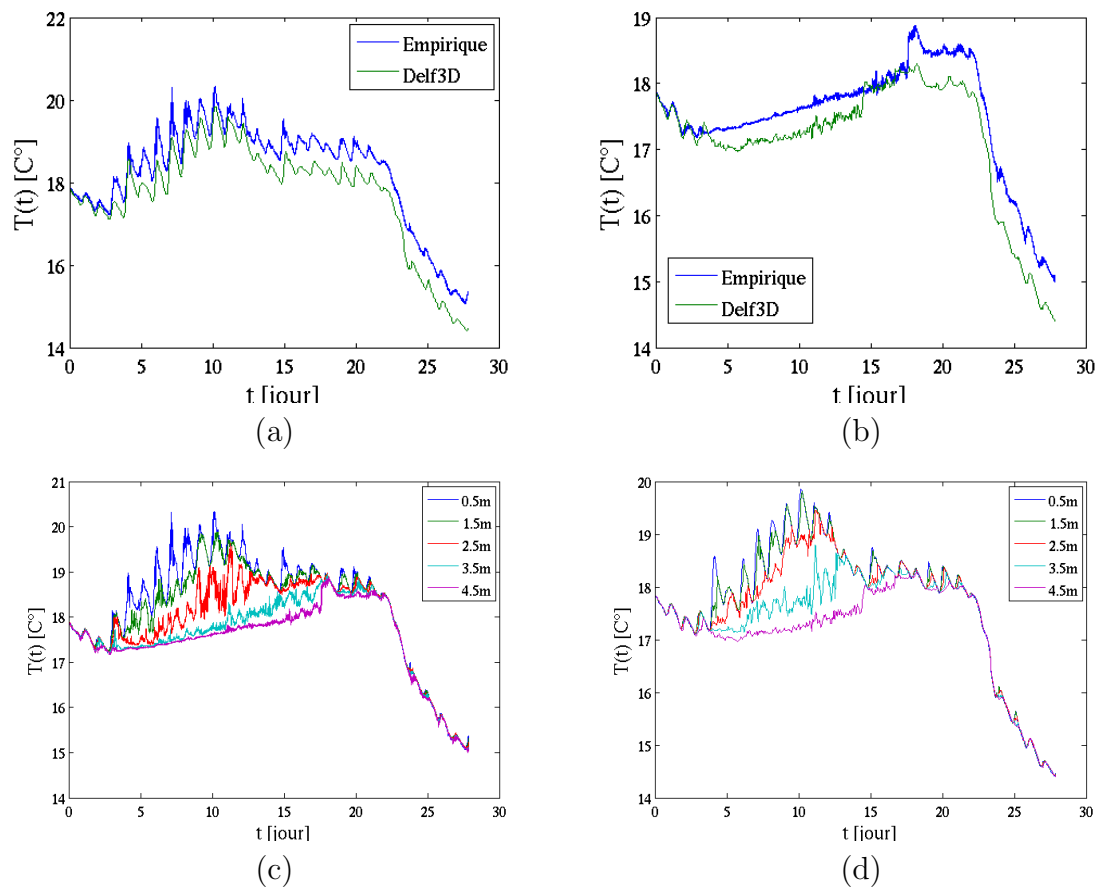 22
20
18
16
14
T(t) [C°]
Empirique
Delf3D
0 5 10 15 20 25 30
t [jour]
(a)
19
18
17
16
15
14
T(t) [C°]
Empirique
Delf3D
0 5 10 15 20 25 30
t [jour]
(b)
21
20
19
18
17
16
15
14
T(t) [C°]
0.5m
1.5m
2.5m
3.5m
4.5m
0 5 10 15 20 25 30
t [jour]
(c)
20
19
18
17
16
15
14
T(t) [C°]
0.5m
1.5m
2.5m
3.5m
4.5m
0 5 10 15 20 25 30
t [jour]
(d)